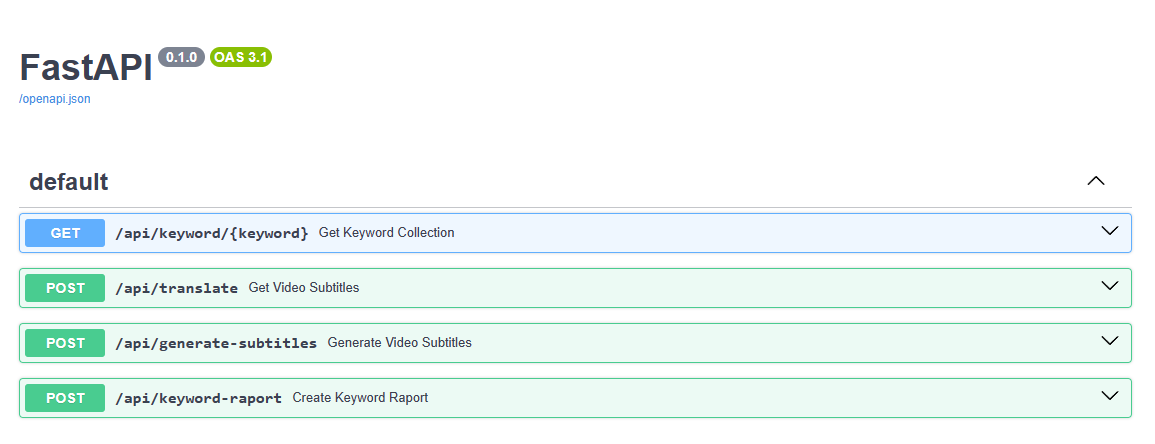 FastAPI 0.1.0 OAS 3.1
/openapi.json
default
GET /api/keyword/{keyword} Get Keyword Collection
POST /api/translate Get Video Subtitles
POST /api/generate-subtitles Generate Video Subtitles
POST /api/keyword-raport Create Keyword Raport